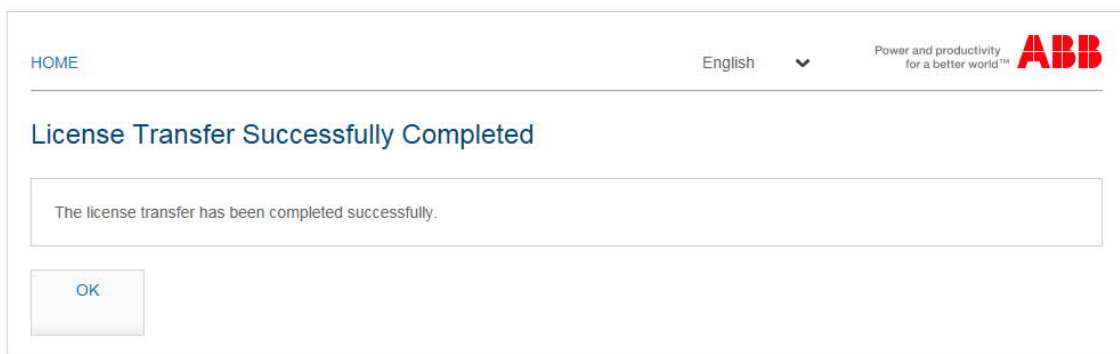 HOME
English
Power and productivity
for a better world™
ABB
License Transfer Successfully Completed
The license transfer has been completed successfully.
OK